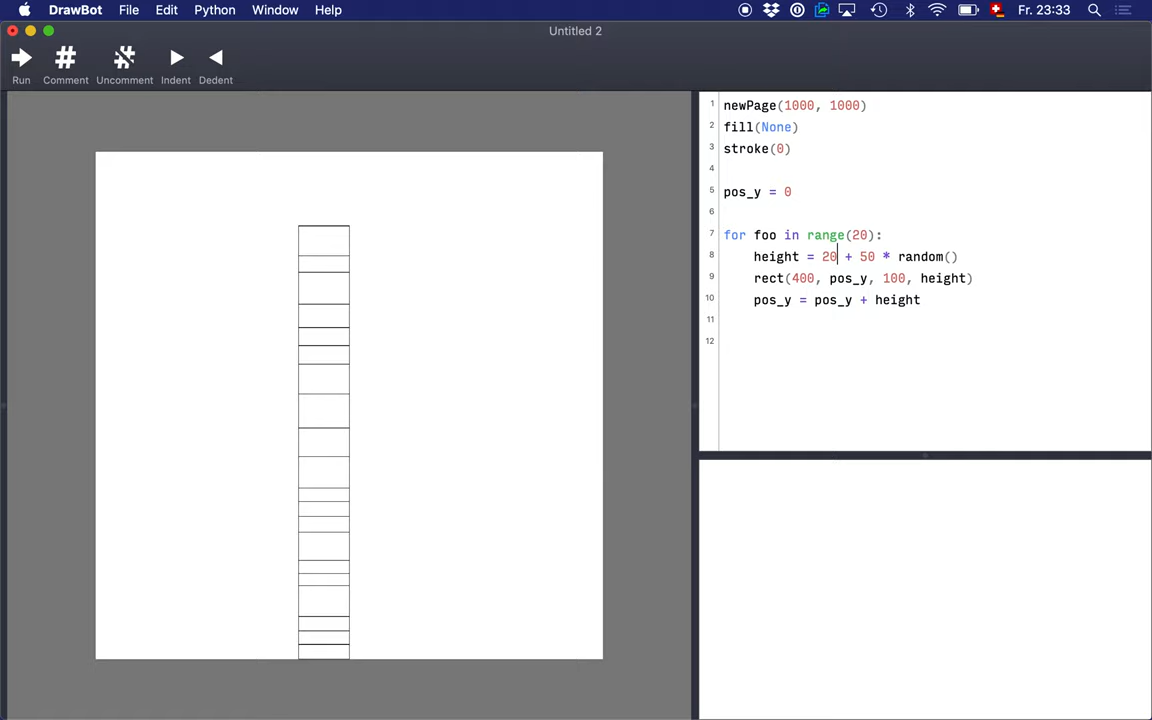 DrawBot File Edit Python Window Help Fr. 23:33
Untitled 2
Run Comment Uncomment Indent Dedent
1 newPage(1000, 1000)
2 fill(None)
3 stroke(0)
4
5 pos_y = 0
6
7 for foo in range(20):
8 height = 20 + 50 * random()
9 rect(400, pos_y, 100, height)
10 pos_y = pos_y + height
11
12